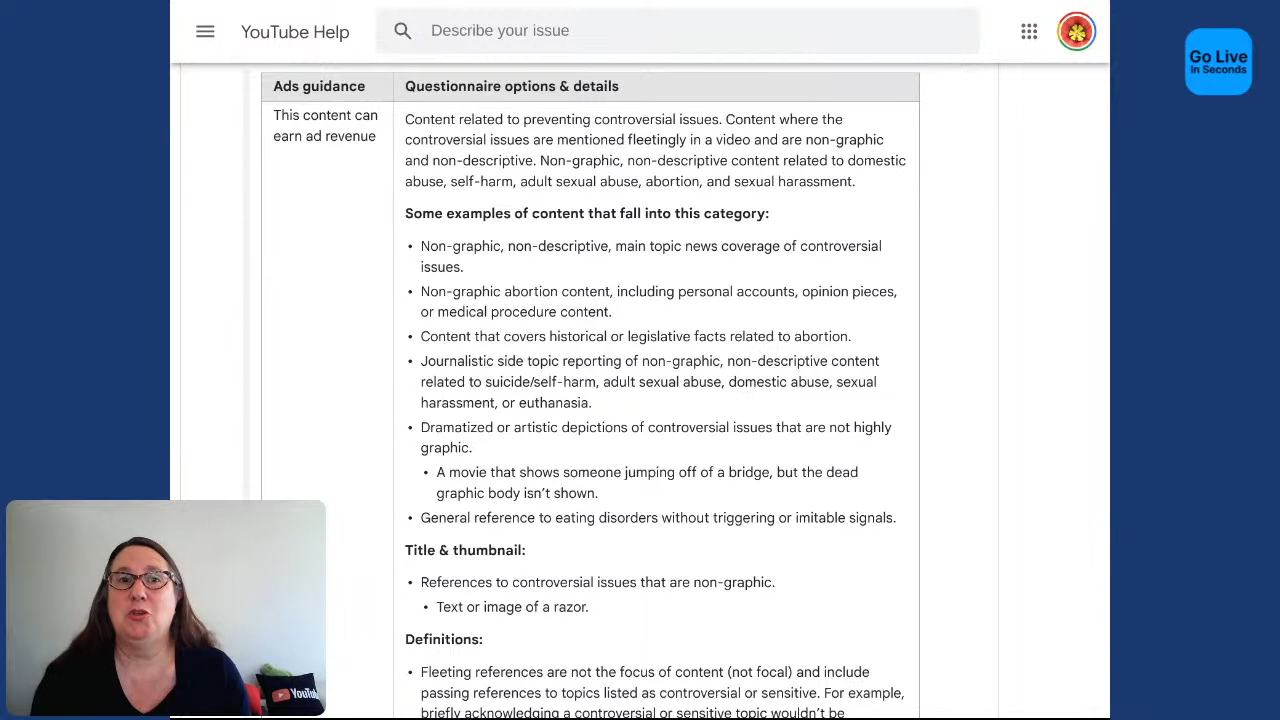 YouTube Help
Describe your issue
Go Live
In Seconds
Ads guidance
Questionnaire options & details
This content can
earn ad revenue
Content related to preventing controversial issues. Content where the
controversial issues are mentioned fleetingly in a video and are non-graphic
and non-descriptive. Non-graphic, non-descriptive content related to domestic
abuse, self-harm, adult sexual abuse, abortion, and sexual harassment.
Some examples of content that fall into this category:
• Non-graphic, non-descriptive, main topic news coverage of controversial
issues.
• Non-graphic abortion content, including personal accounts, opinion pieces,
or medical procedure content.
• Content that covers historical or legislative facts related to abortion.
• Journalistic side topic reporting of non-graphic, non-descriptive content
related to suicide/self-harm, adult sexual abuse, domestic abuse, sexual
harassment, or euthanasia.
• Dramatized or artistic depictions of controversial issues that are not highly
graphic.
• A movie that shows someone jumping off of a bridge, but the dead
graphic body isn’t shown.
• General reference to eating disorders without triggering or imitable signals.
Title & thumbnail:
• References to controversial issues that are non-graphic.
• Text or image of a razor.
Definitions:
• Fleeting references are not the focus of content (not focal) and include
passing references to topics listed as controversial or sensitive. For example,
briefly acknowledging a controversial or sensitive topic wouldn’t be
YouTub